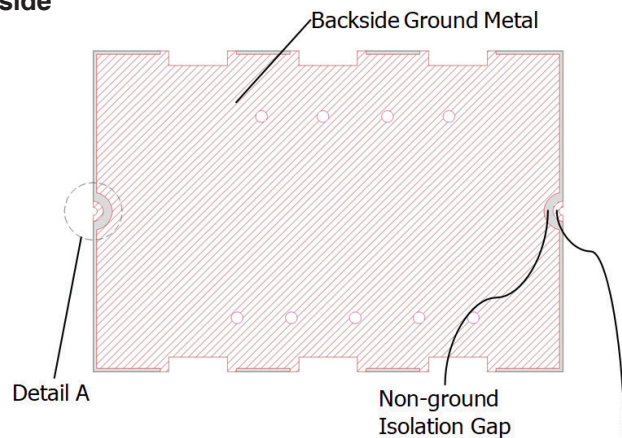 side
Backside Ground Metal
Detail A
Non-ground
Isolation Gap